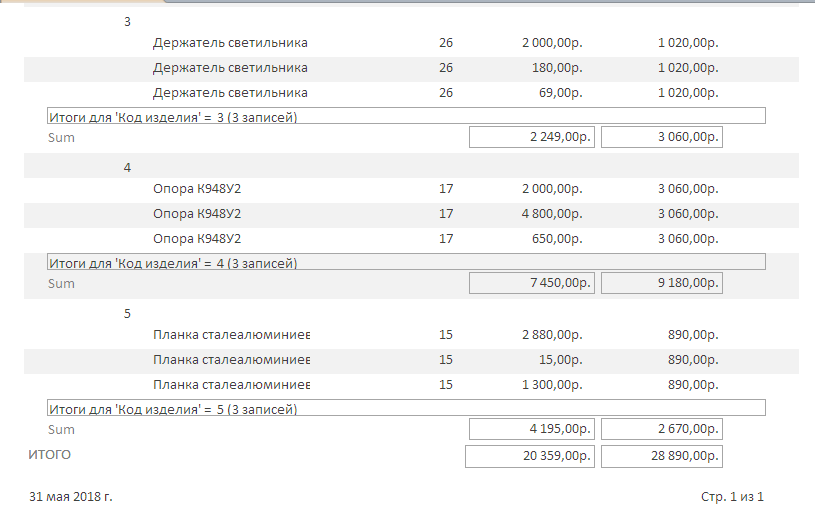 3
Держатель светильника 26 2 000,00р. 1 020,00р.
Держатель светильника 26 180,00р. 1 020,00р.
Держатель светильника 26 69,00р. 1 020,00р.
Итоги для 'Код изделия' = 3 (3 записей)
Sum 2 249,00р. 3 060,00р.
4
Опора К948У2 17 2 000,00р. 3 060,00р.
Опора К948У2 17 4 800,00р. 3 060,00р.
Опора К948У2 17 650,00р. 3 060,00р.
Итоги для 'Код изделия' = 4 (3 записей)
Sum 7 450,00р. 9 180,00р.
5
Планка сталеалюминиев 15 2 880,00р. 890,00р.
Планка сталеалюминиев 15 15,00р. 890,00р.
Планка сталеалюминиев 15 1 300,00р. 890,00р.
Итоги для 'Код изделия' = 5 (3 записей)
Sum 4 195,00р. 2 670,00р.
ИТОГО 20 359,00р. 28 890,00р.
31 мая 2018 г. Стр. 1 из 1